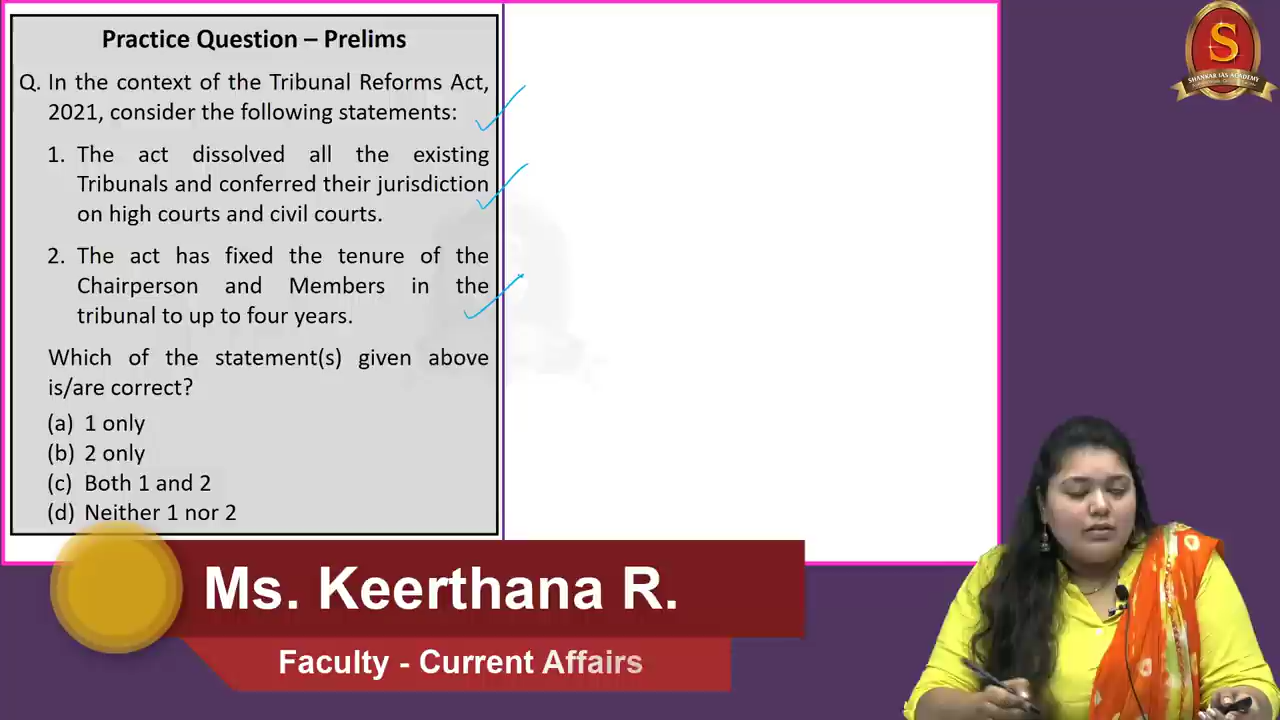 Practice Question – Prelims
Q. In the context of the Tribunal Reforms Act,
2021, consider the following statements:
1. The act dissolved all the existing
Tribunals and conferred their jurisdiction
on high courts and civil courts.
2. The act has fixed the tenure of the
Chairperson and Members in the
tribunal to up to four years.
Which of the statement(s) given above
is/are correct?
(a) 1 only
(b) 2 only
(c) Both 1 and 2
(d) Neither 1 nor 2
Ms. Keerthana R.
Faculty - Current Affairs
S
SHANKAR IAS ACADEMY